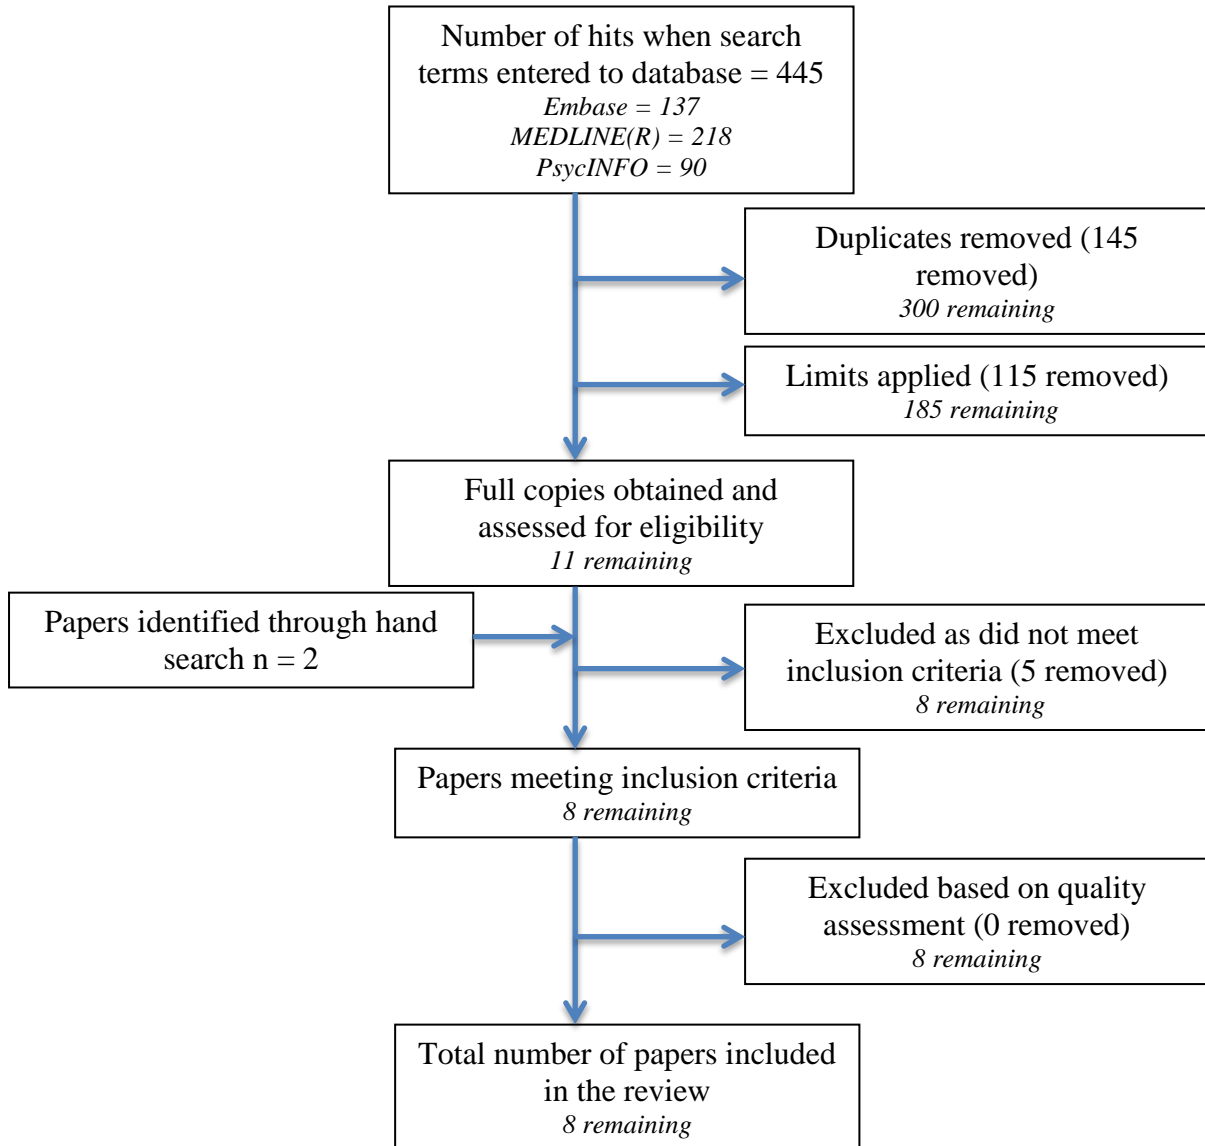 Number of hits when search
terms entered to database = 445
Embase = 137
MEDLINE(R) = 218
PsycINFO = 90
Duplicates removed (145
removed)
300 remaining
Limits applied (115 removed)
185 remaining
Full copies obtained and
assessed for eligibility
11 remaining
Papers identified through hand
search n = 2
Excluded as did not meet
inclusion criteria (5 removed)
8 remaining
Papers meeting inclusion criteria
8 remaining
Excluded based on quality
assessment (0 removed)
8 remaining
Total number of papers included
in the review
8 remaining